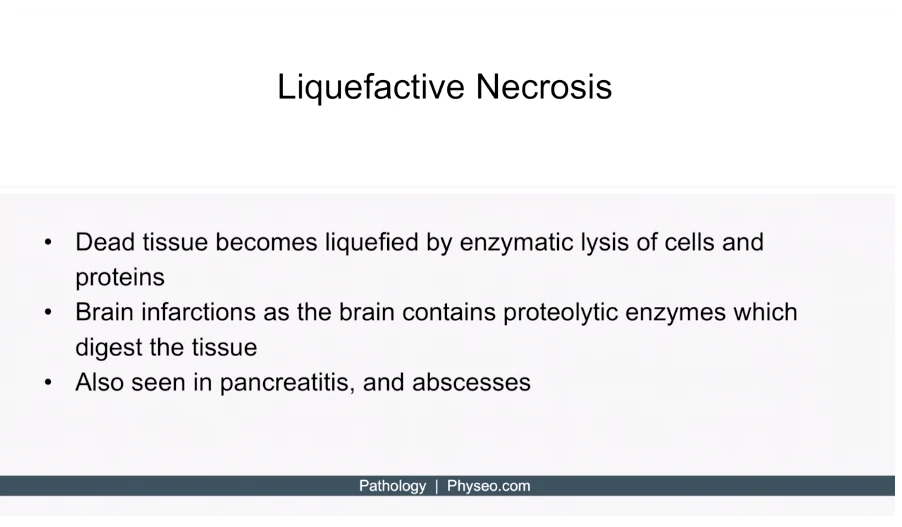 Liquefactive Necrosis
• Dead tissue becomes liquefied by enzymatic lysis of cells and
proteins
• Brain infarctions as the brain contains proteolytic enzymes which
digest the tissue
• Also seen in pancreatitis, and abscesses
Pathology | Physeo.com